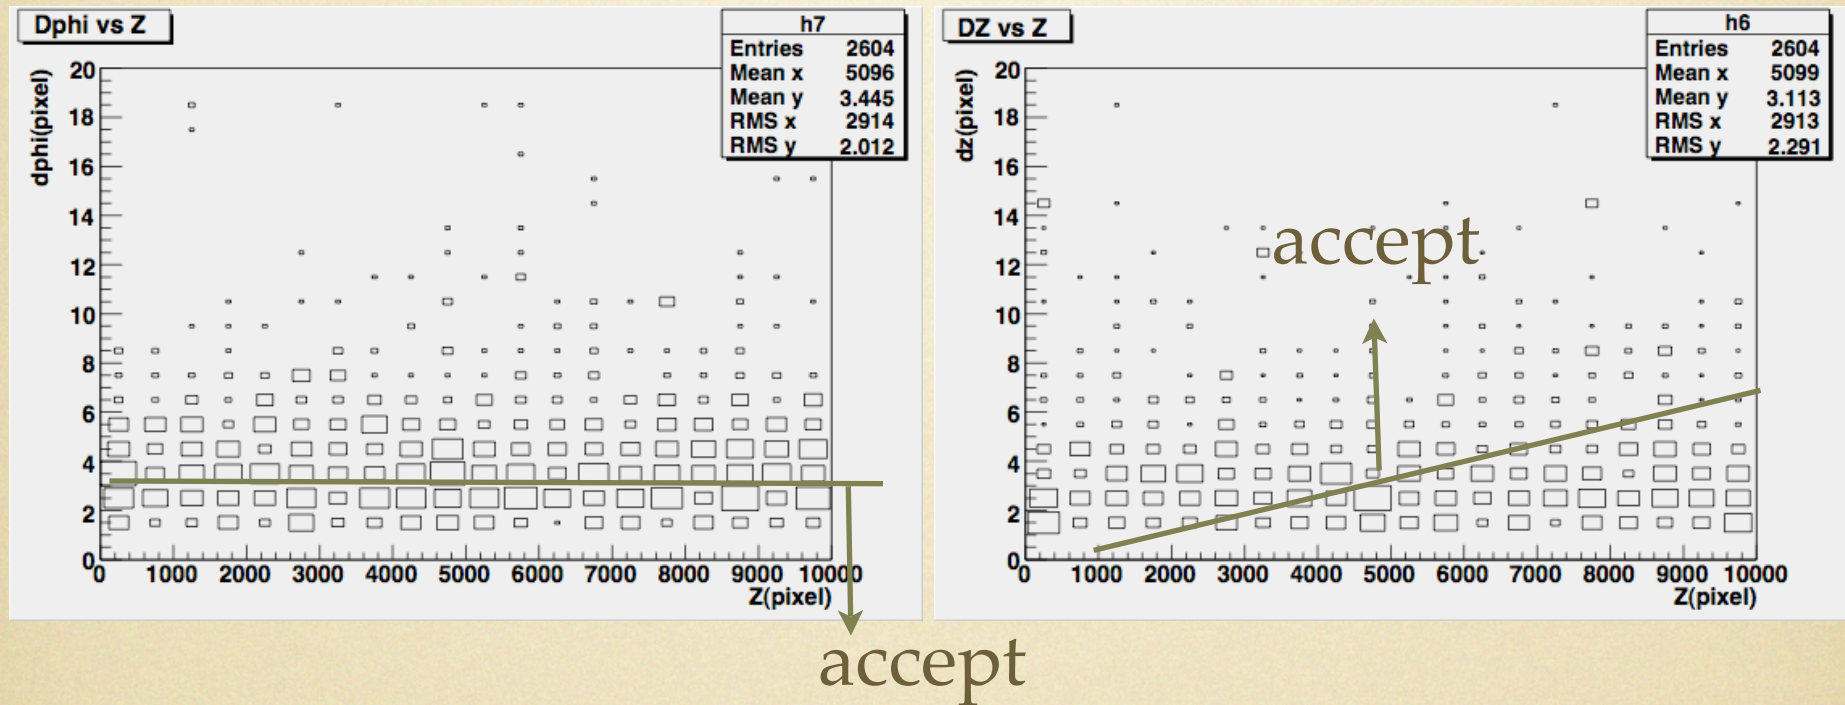 Dphi vs Z
h7
Entries 2604
Mean x 5096
Mean y 3.445
RMS x 2914
RMS y 2.012
dphi(pixel)
20
18
16
14
12
10
8
6
4
2
0
0 1000 2000 3000 4000 5000 6000 7000 8000 9000 10000
Z(pixel)
accept
DZ vs Z
h6
Entries 2604
Mean x 5099
Mean y 3.113
RMS x 2913
RMS y 2.291
dz(pixel)
20
18
16
14
12
10
8
6
4
2
0
accept
0 1000 2000 3000 4000 5000 6000 7000 8000 9000 10000
Z(pixel)